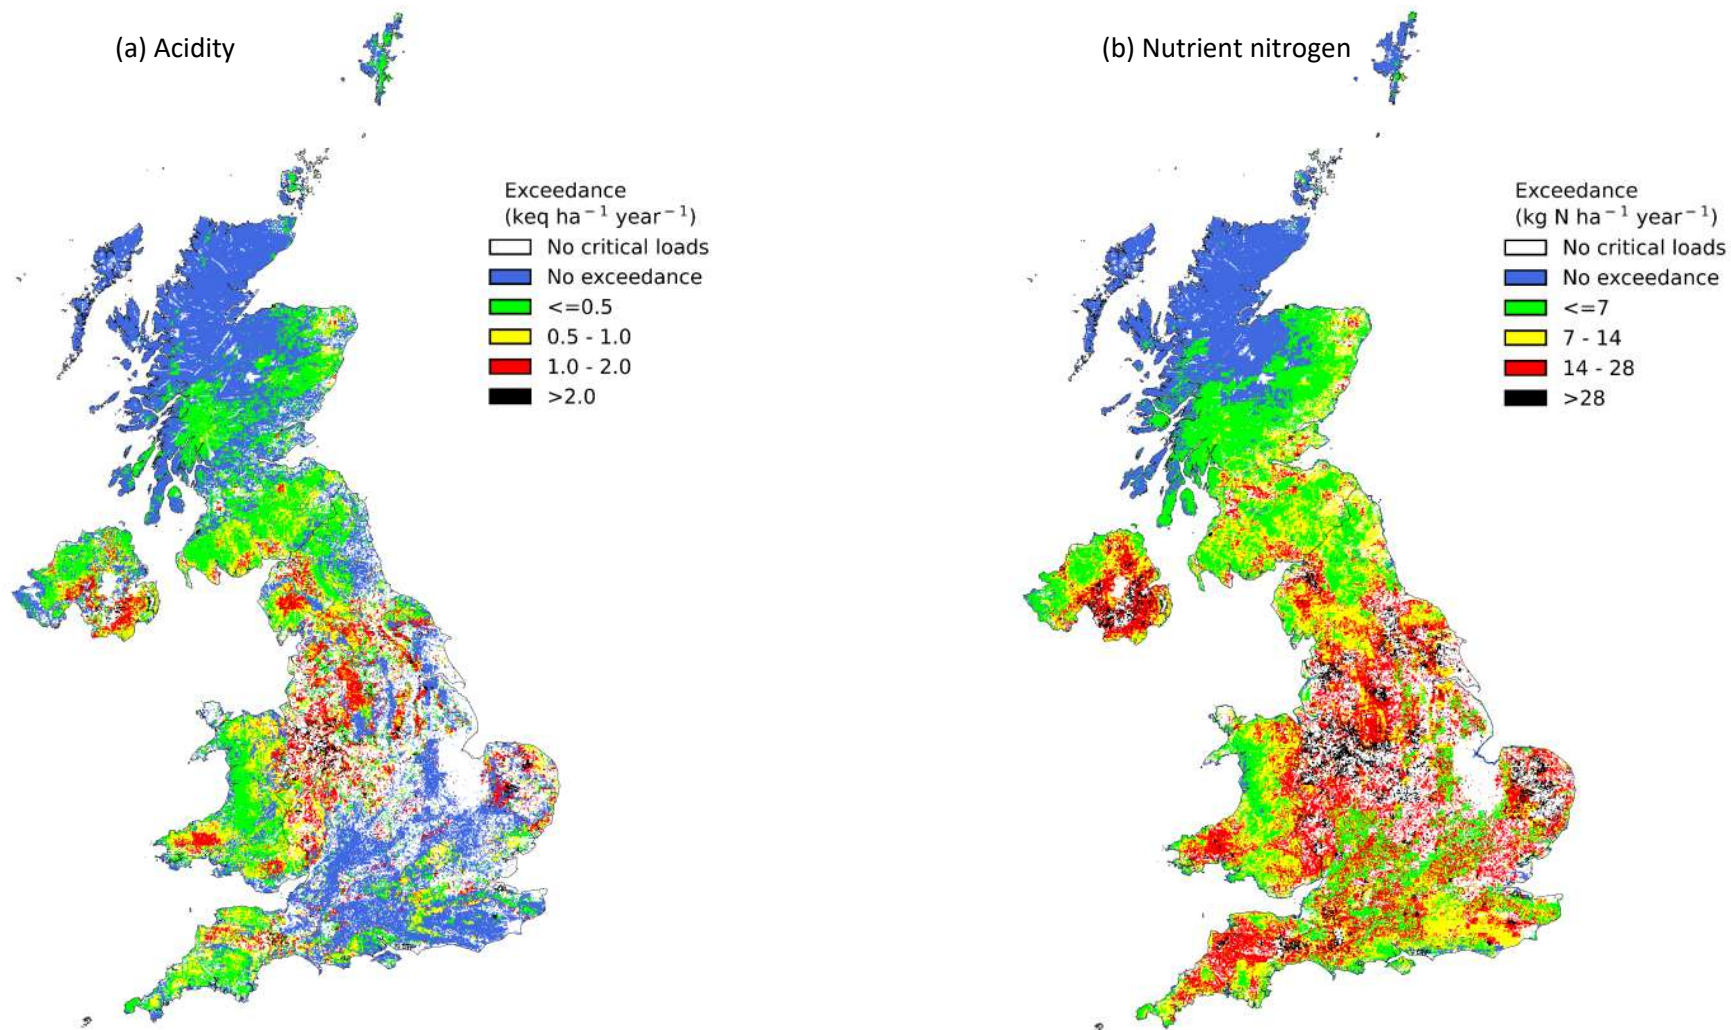 (a) Acidity
Exceedance
(keq ha⁻¹ year⁻¹)
No critical loads
No exceedance
<=0.5
0.5 - 1.0
1.0 - 2.0
>2.0
(b) Nutrient nitrogen
Exceedance
(kg N ha⁻¹ year⁻¹)
No critical loads
No exceedance
<=7
7 - 14
14 - 28
>28